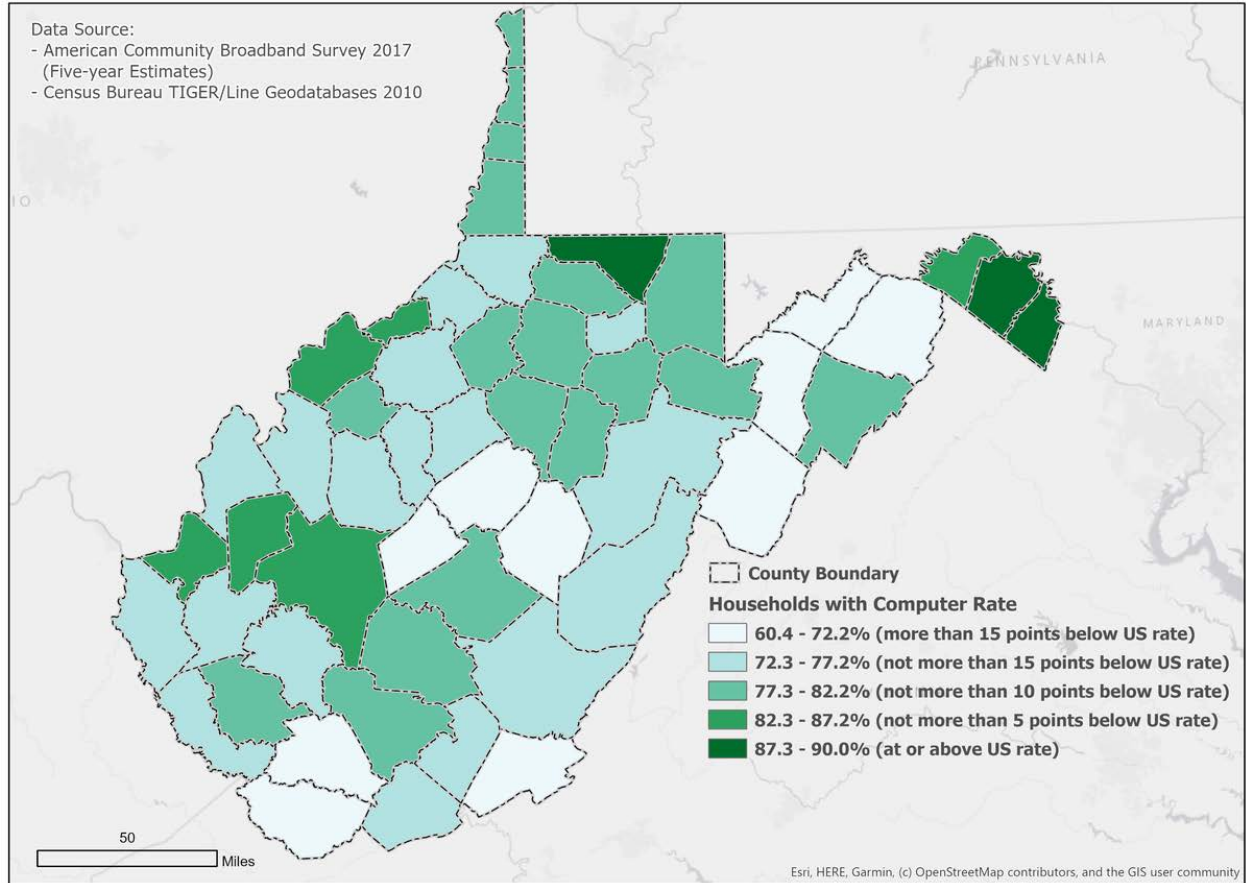 Data Source:
- American Community Broadband Survey 2017
(Five-year Estimates)
- Census Bureau TIGER/Line Geodatabases 2010
PENNSYLVANIA
IO
MARYLAND
County Boundary
Households with Computer Rate
60.4 - 72.2% (more than 15 points below US rate)
72.3 - 77.2% (not more than 15 points below US rate)
77.3 - 82.2% (not more than 10 points below US rate)
82.3 - 87.2% (not more than 5 points below US rate)
87.3 - 90.0% (at or above US rate)
50
Miles
Esri, HERE, Garmin, (c) OpenStreetMap contributors, and the GIS user community